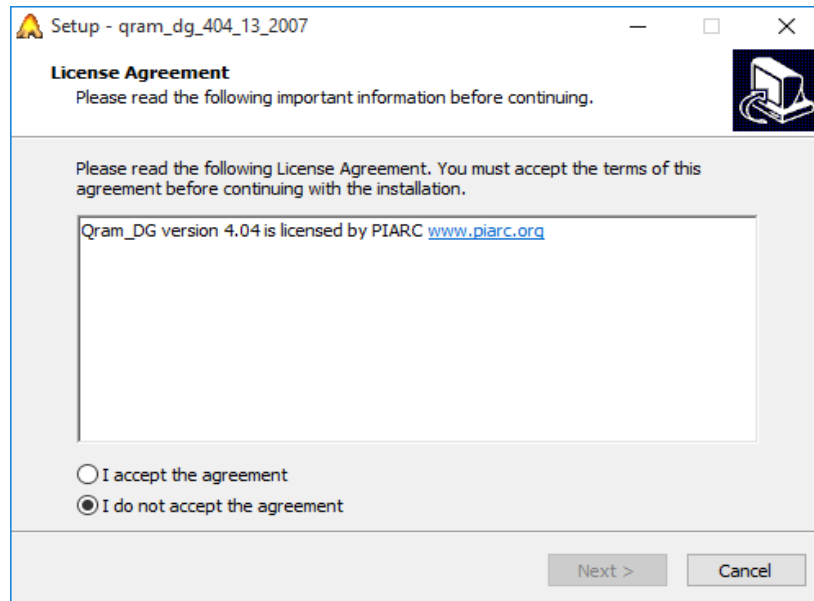 Setup - qram_dg_404_13_2007
License Agreement
Please read the following important information before continuing.
Please read the following License Agreement. You must accept the terms of this
agreement before continuing with the installation.
Qram_DG version 4.04 is licensed by PIARC www.piarc.org
I accept the agreement
I do not accept the agreement
Next >
Cancel